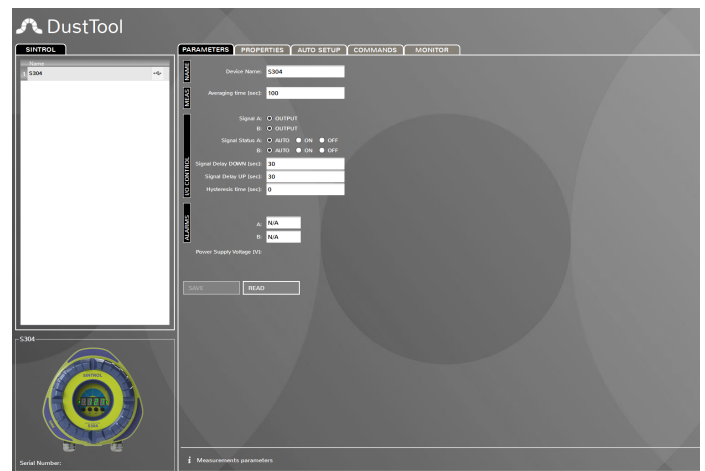 DustTool
SINTROL
PARAMETERS PROPERTIES AUTO SETUP COMMANDS MONITOR
Name
1 S304
NAME
Device Name: S304
MEAS
Averaging time (sec): 100
I/O CONTROL
Signal A: OUTPUT
B: OUTPUT
Signal Status A: AUTO ON OFF
B: AUTO ON OFF
Signal Delay DOWN (sec): 30
Signal Delay UP (sec): 30
Hysteresis time (sec): 0
ALARMS
A: N/A
B: N/A
Power Supply Voltage (V):
SAVE READ
S304
SINTROL
S304
Serial Number:
i Measurements parameters